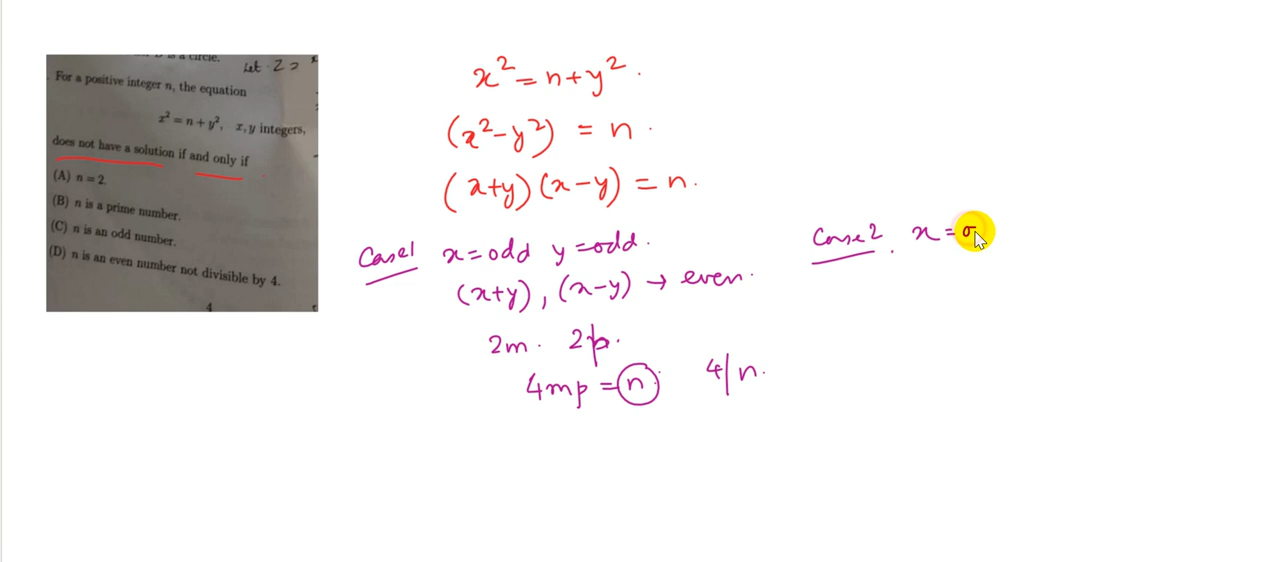 is a circle.
Let Z =
For a positive integer n, the equation
x² = n + y², x, y integers,
does not have a solution if and only if
(A) n = 2.
(B) n is a prime number.
(C) n is an odd number.
(D) n is an even number not divisible by 4.
4
x² = n + y².
(x² - y²) = n.
(x+y)(x-y) = n.
Case1 x = odd y = odd.
(x+y), (x-y) → even.
2m. 2p.
4mp = n. 4/n.
Case2. x = o